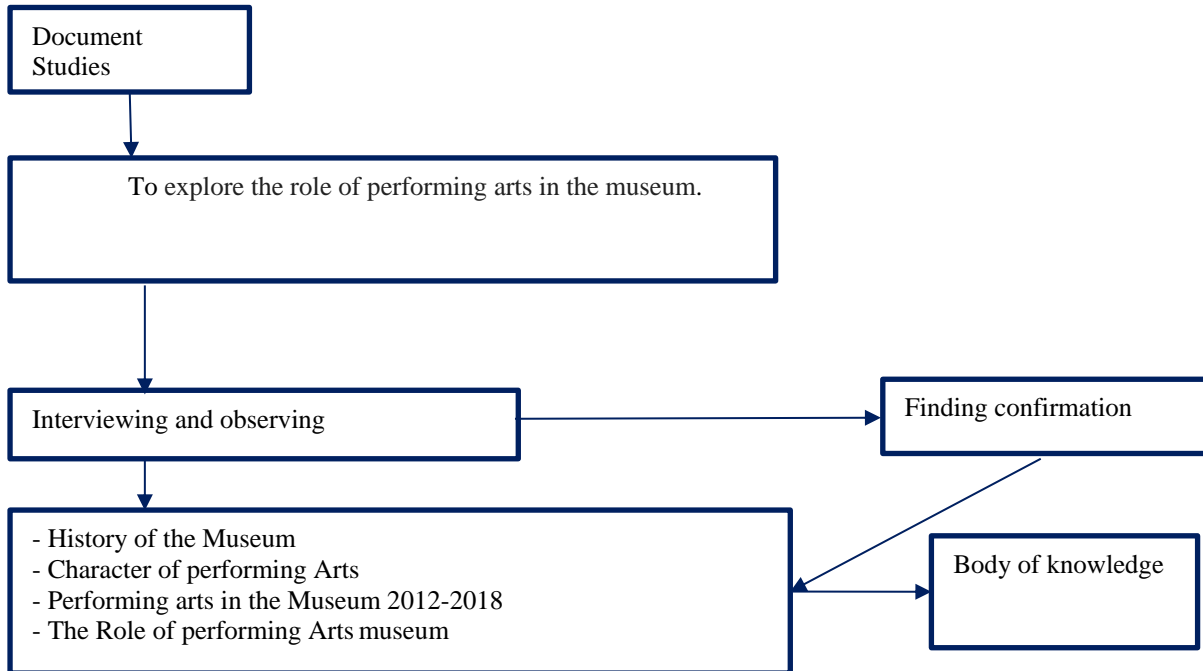 Document
Studies
To explore the role of performing arts in the museum.
Interviewing and observing
Finding confirmation
- History of the Museum
- Character of performing Arts
- Performing arts in the Museum 2012-2018
- The Role of performing Arts museum
Body of knowledge